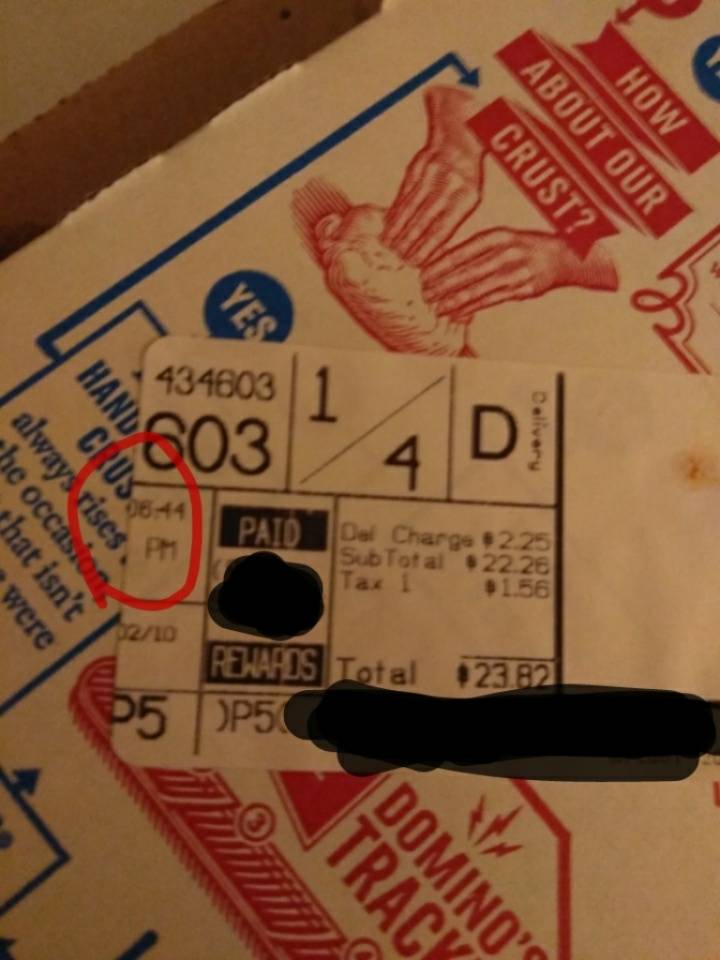 HOW
ABOUT OUR
CRUST?
YES
HAND
CRUS
always rises
the occasion
that isn't
were
434603
603
1/4
D
Delivery
06:44
PM
PAID
Del Charge $2.25
SubTotal $22.26
Tax 1 $1.56
02/10
REWARDS
Total $23.82
P5
)P5(
3
DOMINO'S
TRACK